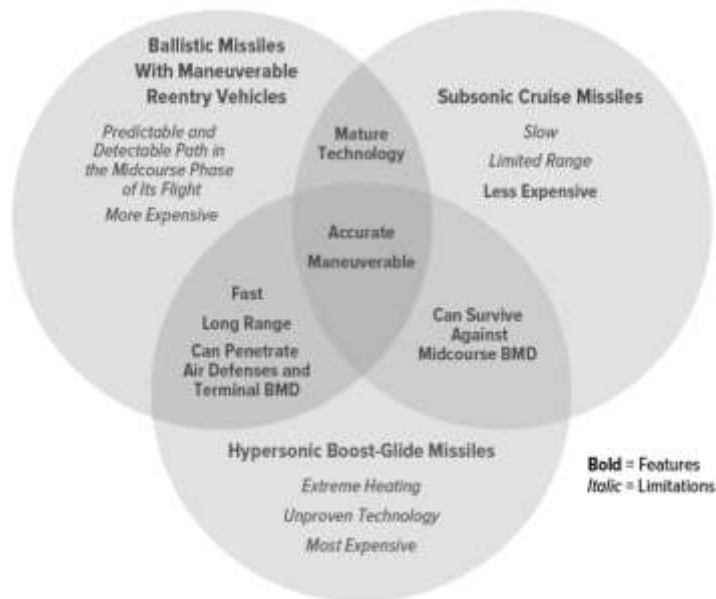 Ballistic Missiles
With Maneuverable
Reentry Vehicles
Predictable and
Detectable Path in
the Midcourse Phase
of Its Flight
More Expensive
Mature
Technology
Subsonic Cruise Missiles
Slow
Limited Range
Less Expensive
Accurate
Maneuverable
Fast
Long Range
Can Penetrate
Air Defenses and
Terminal BMD
Can Survive
Against
Midcourse BMD
Hypersonic Boost-Glide Missiles
Extreme Heating
Unproven Technology
Most Expensive
Bold = Features
Italic = Limitations